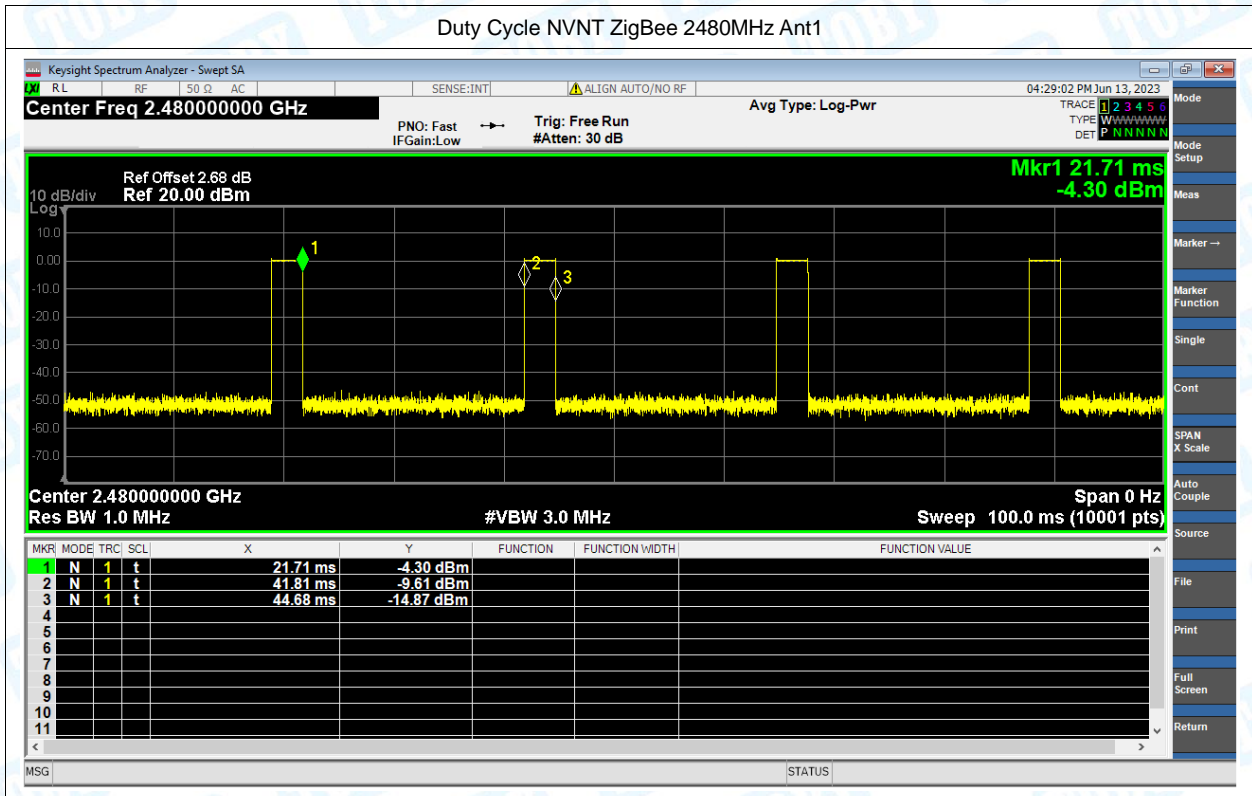 Duty Cycle NVNT ZigBee 2480MHz Ant1
Keysight Spectrum Analyzer - Swept SA
LXI RL RF 50 Ω AC SENSE:INT ALIGN AUTO/NO RF 04:29:02 PM Jun 13, 2023
Center Freq 2.480000000 GHz
PNO: Fast
IFGain:Low
Trig: Free Run
#Atten: 30 dB
Avg Type: Log-Pwr
TRACE 1 2 3 4 5 6
TYPE WWWWWWW
DET P N N N N N
Mkr1 21.71 ms
-4.30 dBm
Ref Offset 2.68 dB
10 dB/div Ref 20.00 dBm
Log
10.0
0.00
-10.0
-20.0
-30.0
-40.0
-50.0
-60.0
-70.0
1
2
3
Center 2.480000000 GHz Span 0 Hz
Res BW 1.0 MHz #VBW 3.0 MHz Sweep 100.0 ms (10001 pts)
MKR MODE TRC SCL X Y FUNCTION FUNCTION WIDTH FUNCTION VALUE
1 N 1 t 21.71 ms -4.30 dBm
2 N 1 t 41.81 ms -9.61 dBm
3 N 1 t 44.68 ms -14.87 dBm
4
5
6
7
8
9
10
11
MSG STATUS
Mode
Mode Setup
Meas
Marker →
Marker Function
Single
Cont
SPAN X Scale
Auto Couple
Source
File
Print
Full Screen
Return
TOBY